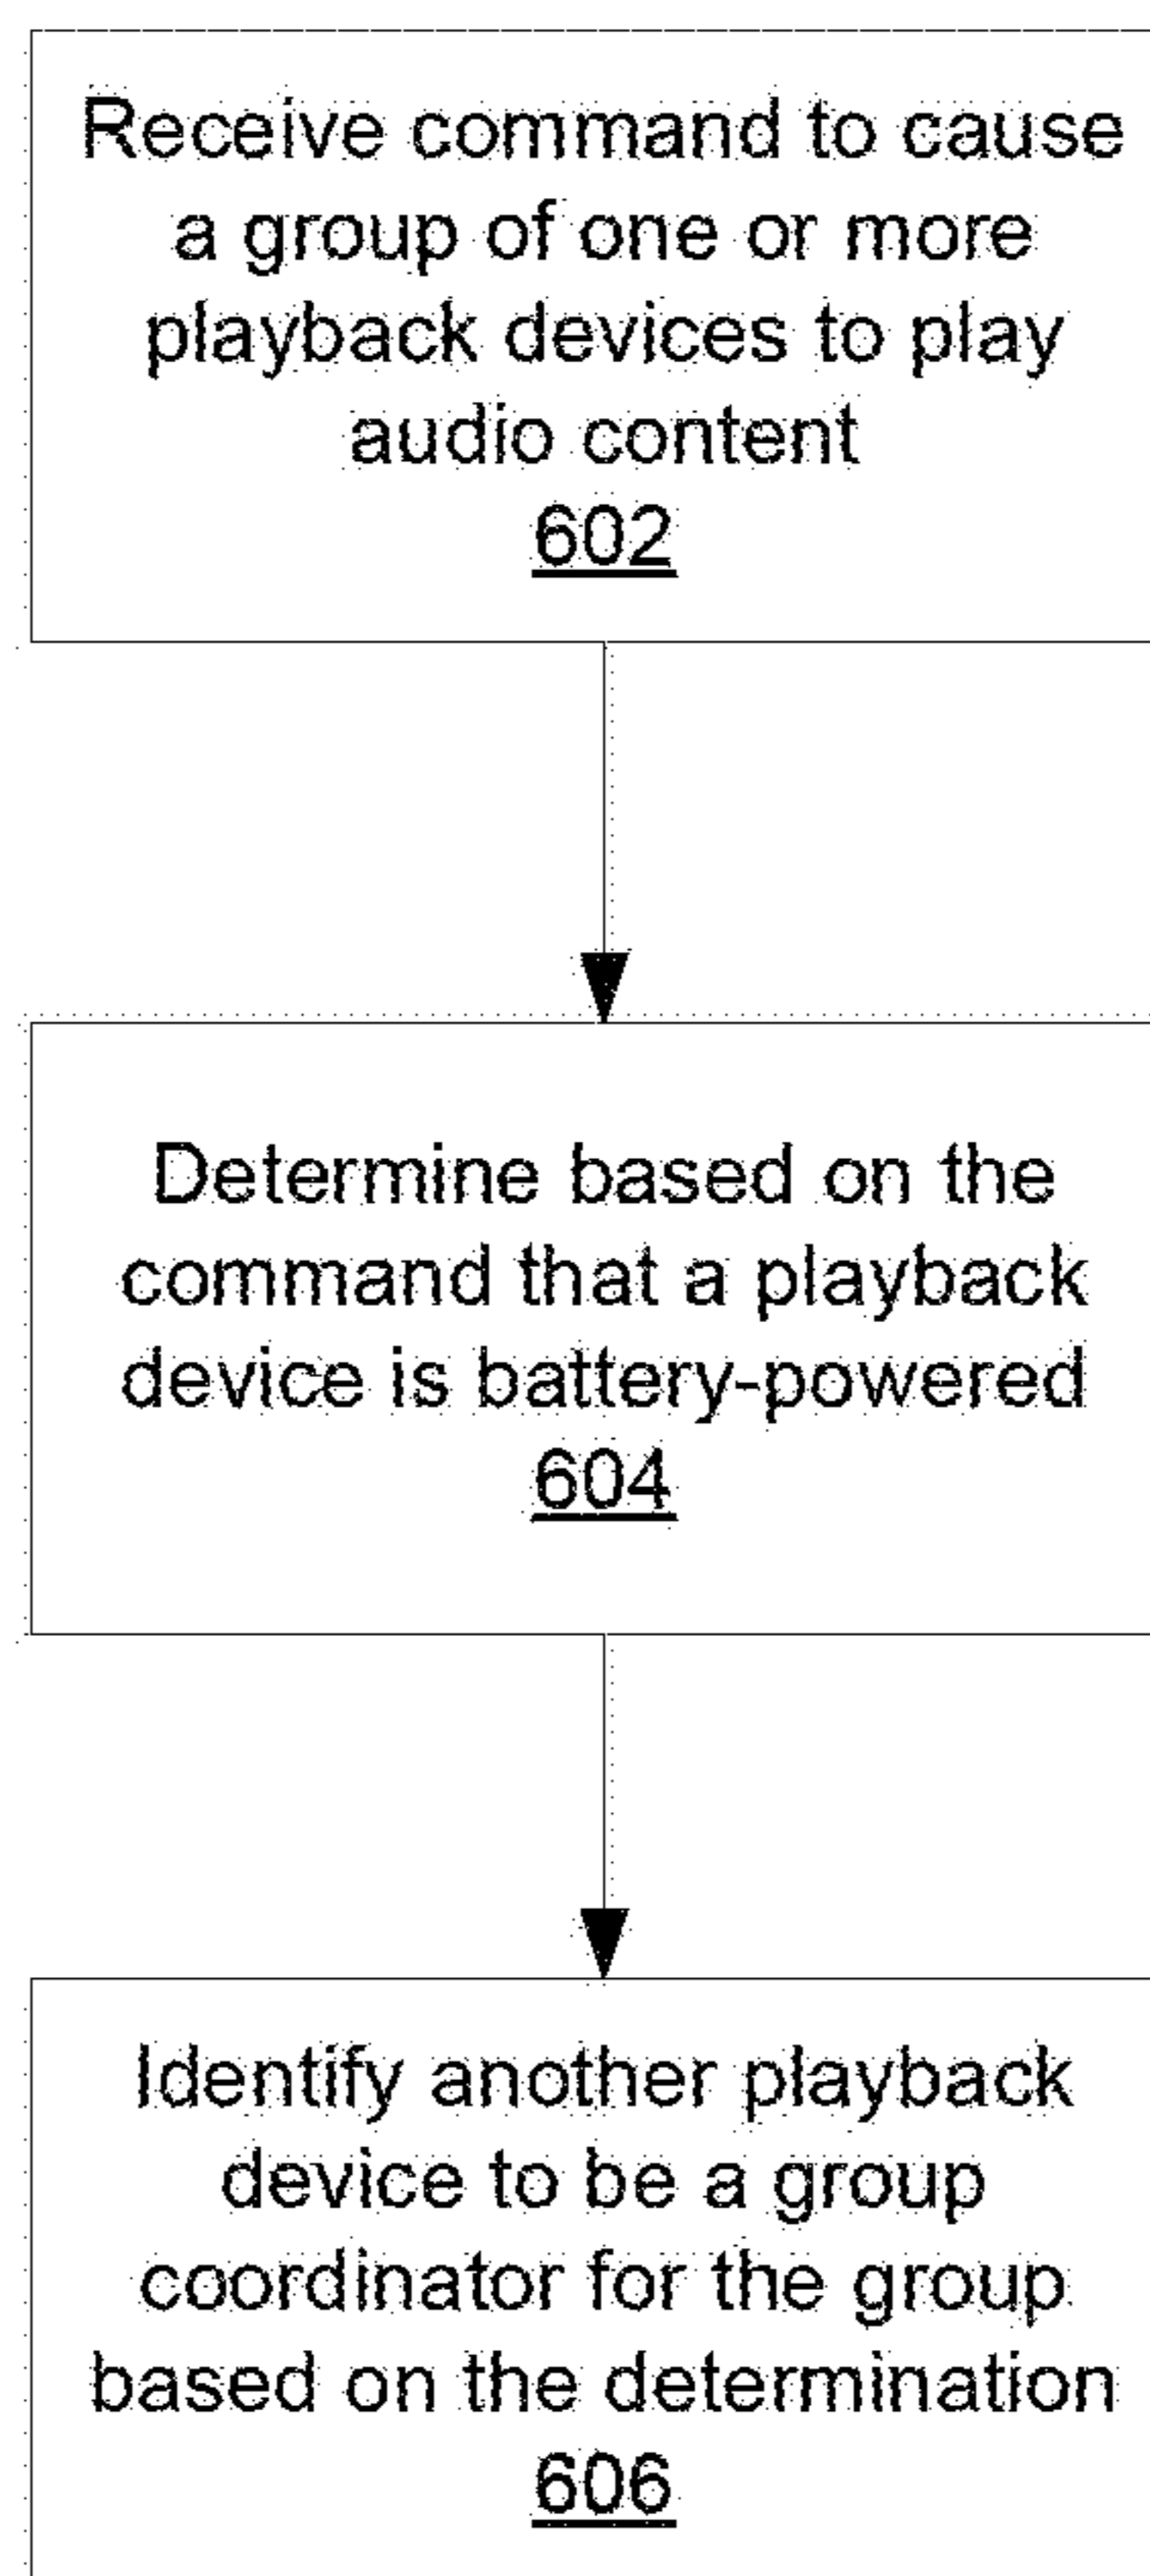 Receive command to cause
a group of one or more
playback devices to play
audio content
602
Determine based on the
command that a playback
device is battery-powered
604
Identify another playback
device to be a group
coordinator for the group
based on the determination
606